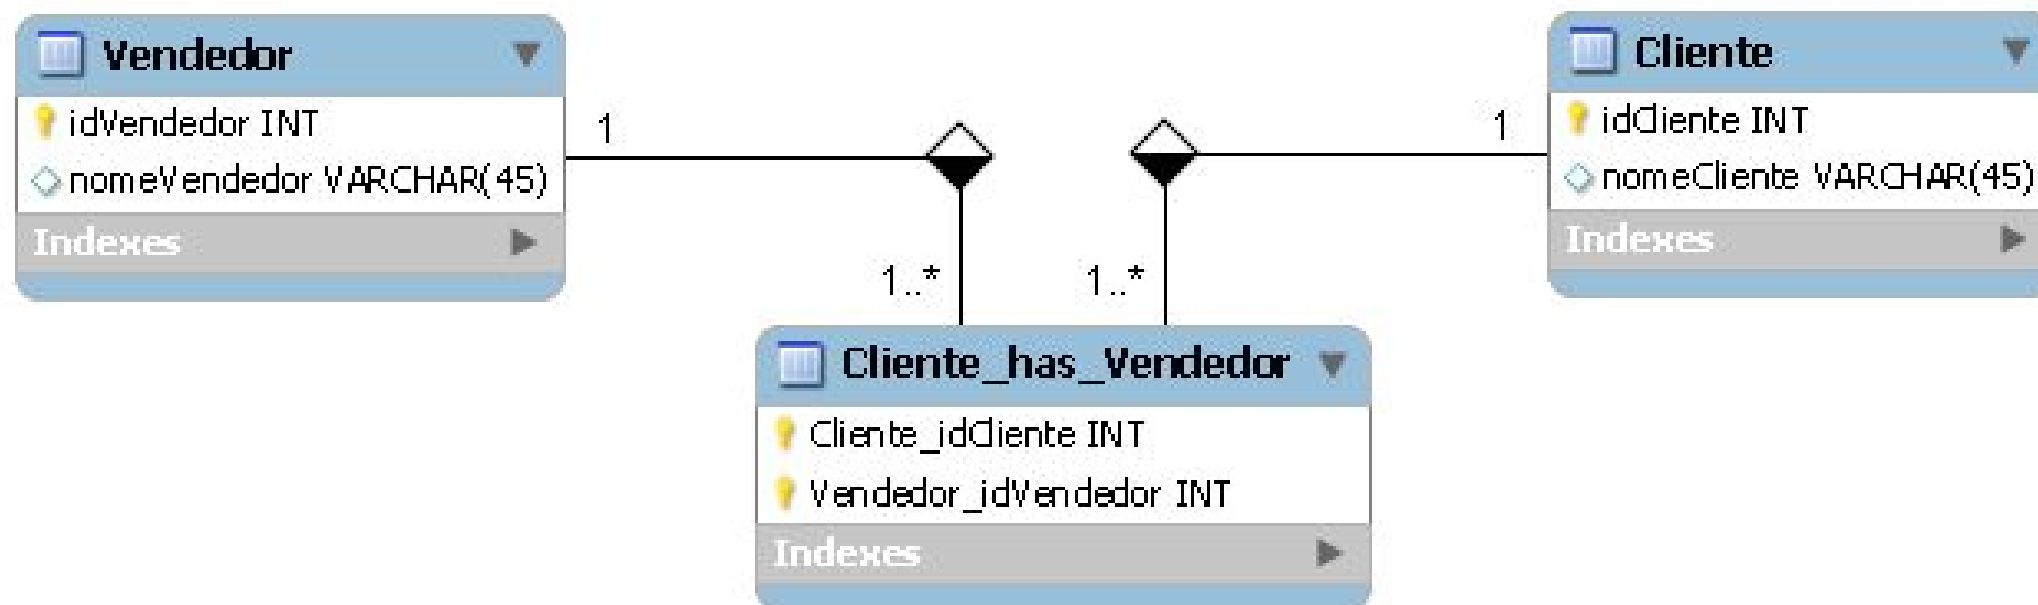 Vendedor
idVendedor INT
nomeVendedor VARCHAR(45)
Indexes
1
1..*
Cliente
idCliente INT
nomeCliente VARCHAR(45)
Indexes
1
1..*
Cliente_has_Vendedor
Cliente_idCliente INT
Vendedor_idVendedor INT
Indexes